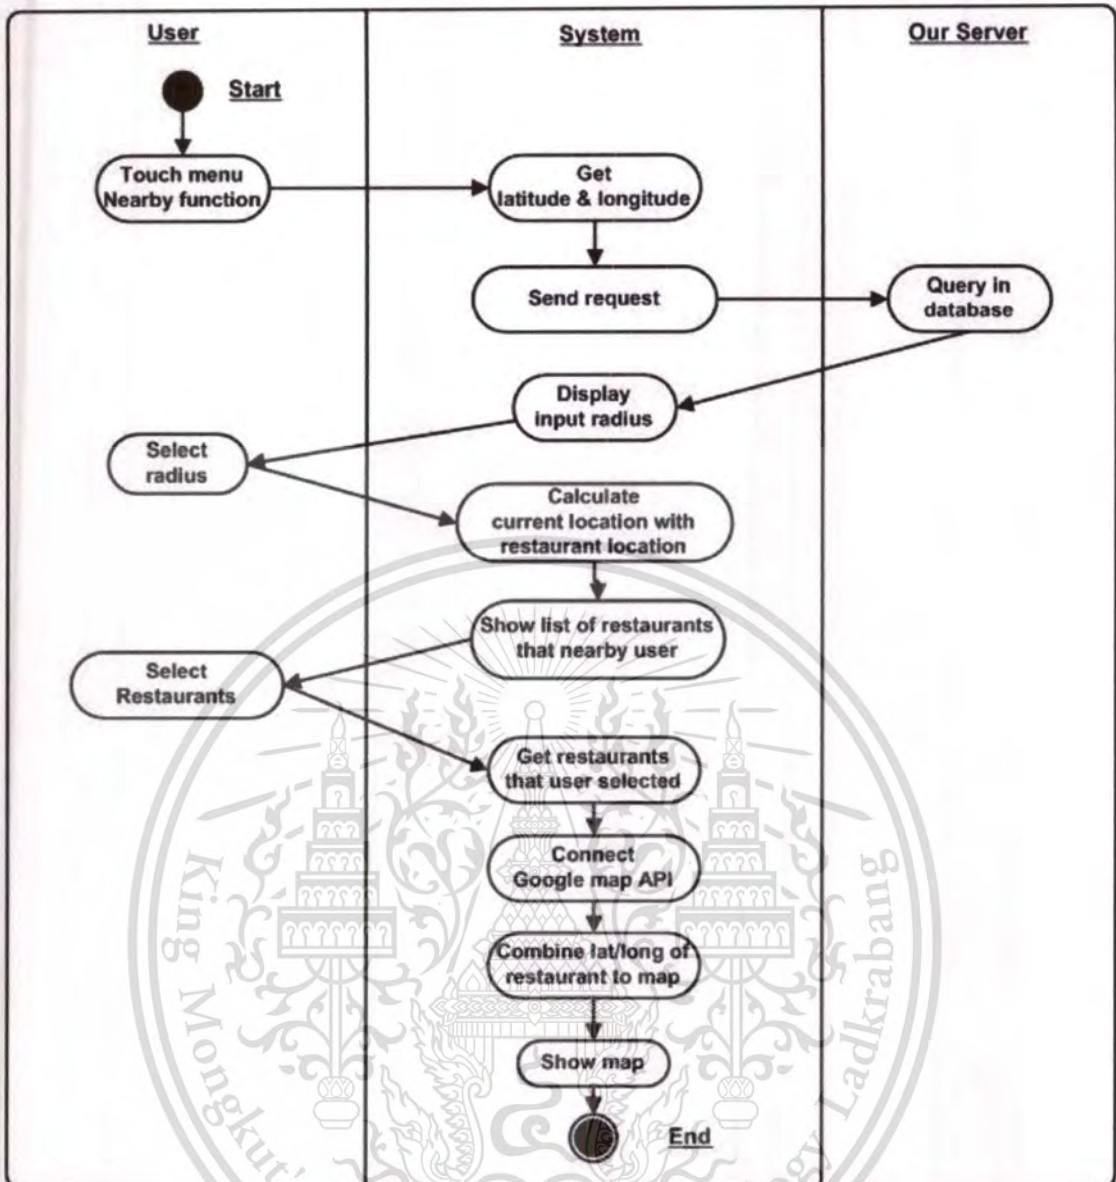 User
System
Our Server
Start
Touch menu
Nearby function
Get
latitude & longitude
Send request
Query in
database
Display
input radius
Select
radius
Calculate
current location with
restaurant location
Show list of restaurants
that nearby user
Select
Restaurants
Get restaurants
that user selected
Connect
Google map API
Combine lat/long of
restaurant to map
Show map
End
King Mongkut's
Ladkrabang